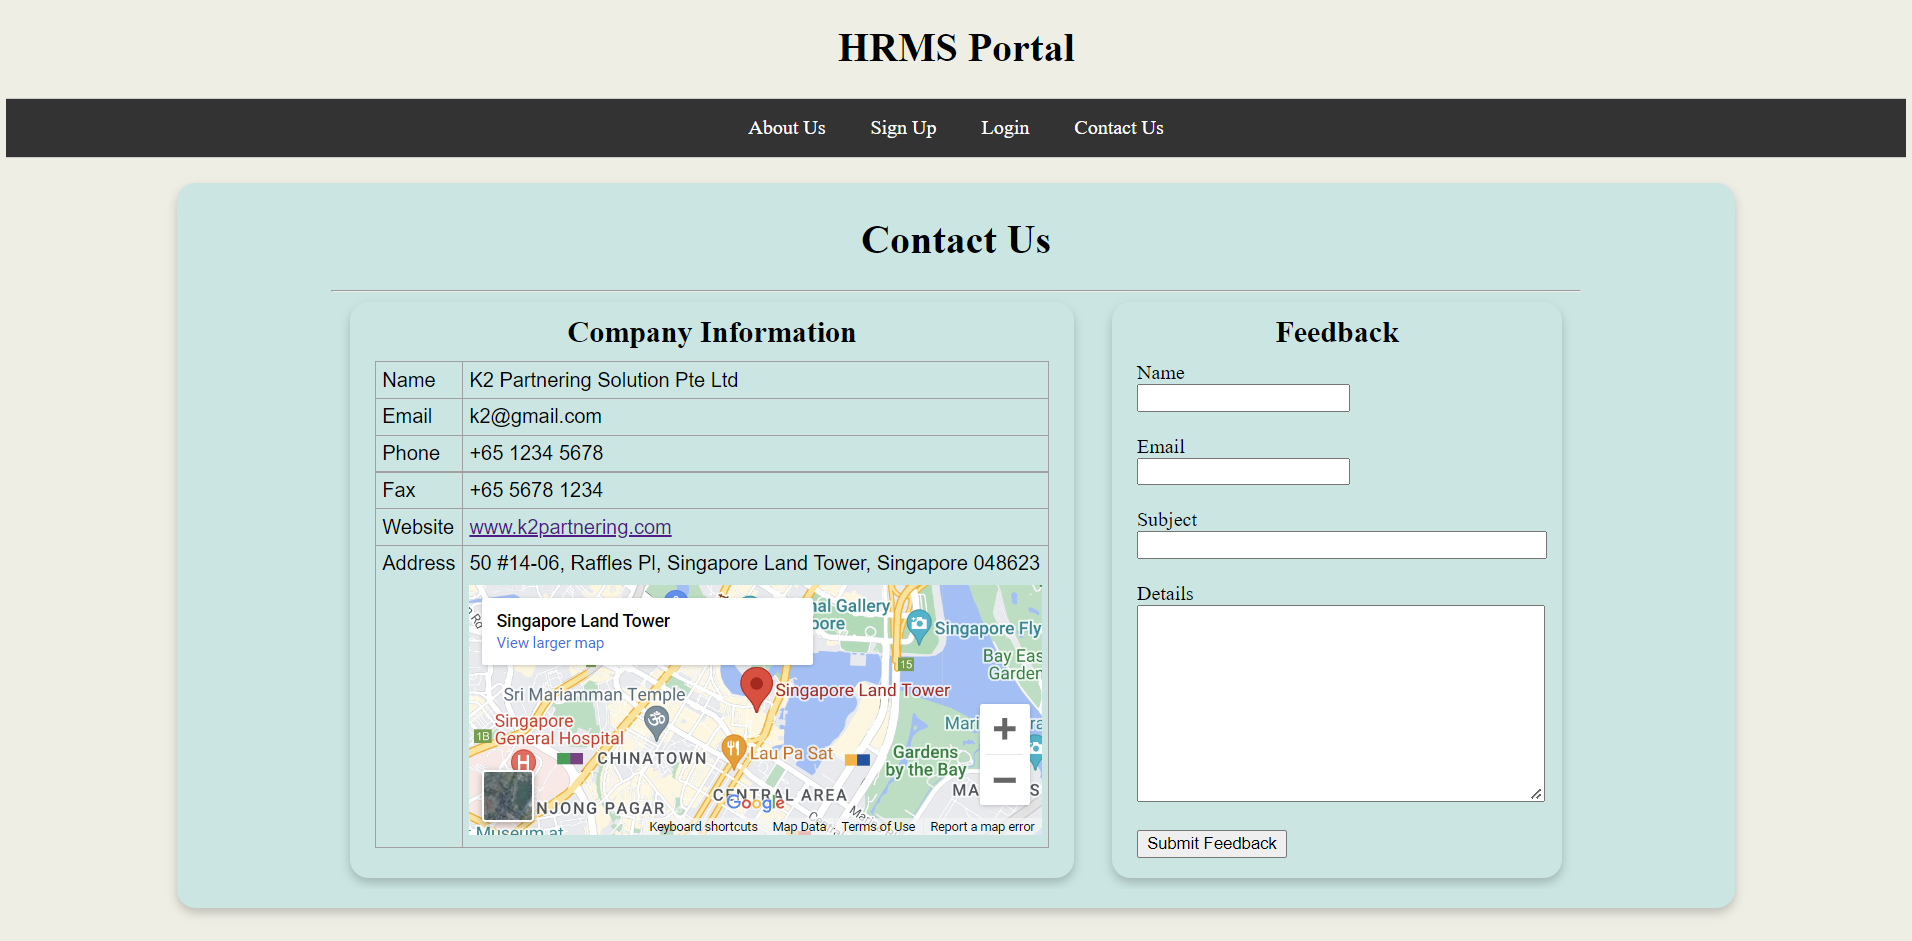 HRMS Portal
About Us Sign Up Login Contact Us
Contact Us
Company Information
Name K2 Partnering Solution Pte Ltd
Email k2@gmail.com
Phone +65 1234 5678
Fax +65 5678 1234
Website www.k2partnering.com
Address 50 #14-06, Raffles Pl, Singapore Land Tower, Singapore 048623
Singapore Land Tower
View larger map
nal Gallery
pore
Singapore Fly
15
Bay Eas
Garden
Sri Mariamman Temple
Singapore Land Tower
Singapore
General Hospital
1B
Mari
CHINATOWN
Lau Pa Sat
Gardens
by the Bay
CENTRAL AREA
MA
S
NJONG PAGAR
Google
Museum at
Keyboard shortcuts Map Data Terms of Use Report a map error
Feedback
Name
Email
Subject
Details
Submit Feedback